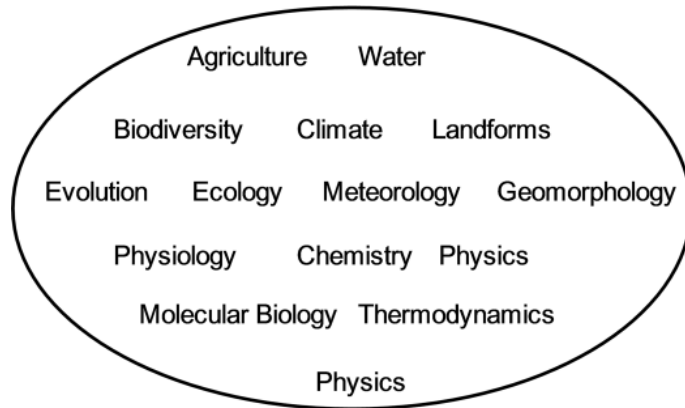 Agriculture Water
Biodiversity Climate Landforms
Evolution Ecology Meteorology Geomorphology
Physiology Chemistry Physics
Molecular Biology Thermodynamics
Physics